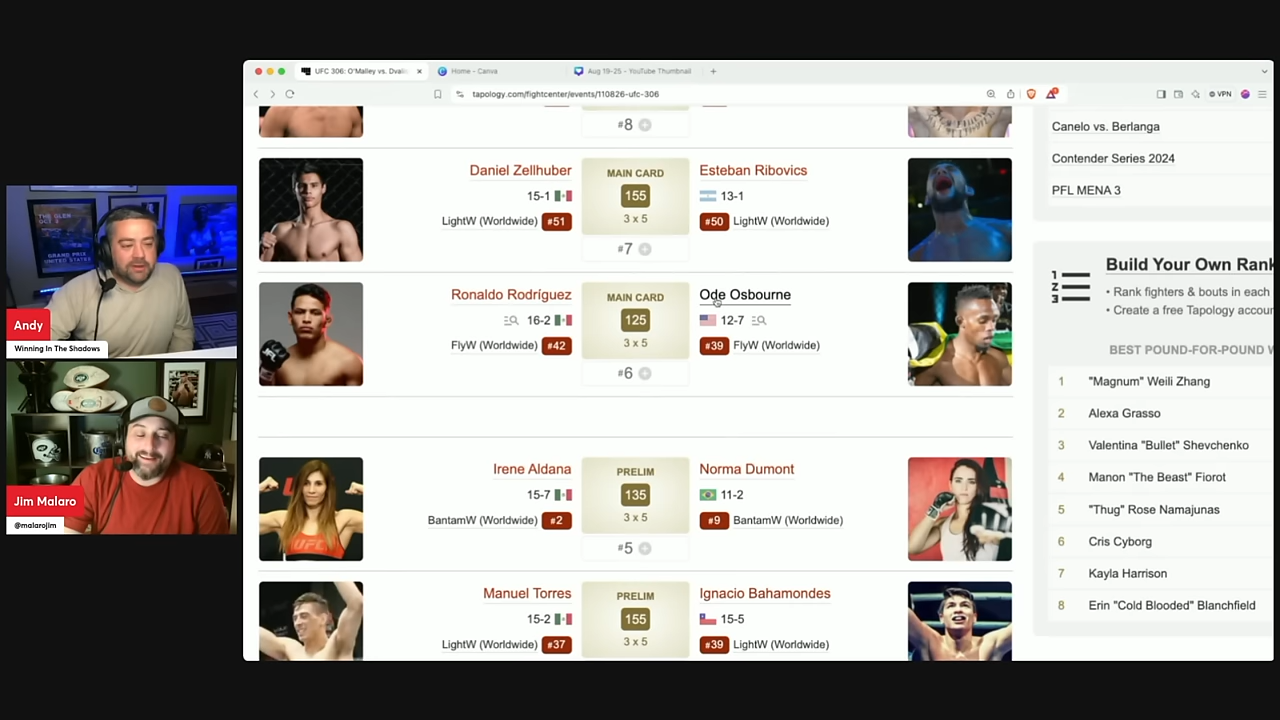 UFC 306: O'Malley vs. Dvali
Home - Canva
Aug 19-25 - YouTube Thumbnail
tapology.com/fightcenter/events/110826-ufc-306
VPN
#8
Daniel Zellhuber
MAIN CARD
Esteban Ribovics
15-1
155
13-1
LightW (Worldwide) #51
3 x 5
#50 LightW (Worldwide)
#7
Ronaldo Rodríguez
MAIN CARD
Ode Osbourne
16-2
125
12-7
FlyW (Worldwide) #42
3 x 5
#39 FlyW (Worldwide)
#6
Irene Aldana
PRELIM
Norma Dumont
15-7
135
11-2
BantamW (Worldwide) #2
3 x 5
#9 BantamW (Worldwide)
#5
Manuel Torres
PRELIM
Ignacio Bahamondes
15-2
155
15-5
LightW (Worldwide) #37
3 x 5
#39 LightW (Worldwide)
Canelo vs. Berlanga
Contender Series 2024
PFL MENA 3
Build Your Own Rank
• Rank fighters & bouts in each
• Create a free Tapology accou
BEST POUND-FOR-POUND W
1 "Magnum" Weili Zhang
2 Alexa Grasso
3 Valentina "Bullet" Shevchenko
4 Manon "The Beast" Fiorot
5 "Thug" Rose Namajunas
6 Cris Cyborg
7 Kayla Harrison
8 Erin "Cold Blooded" Blanchfield
GRAND PRIX
UNITED STATES
Andy
Winning In The Shadows
Jim Malaro
@malarojim